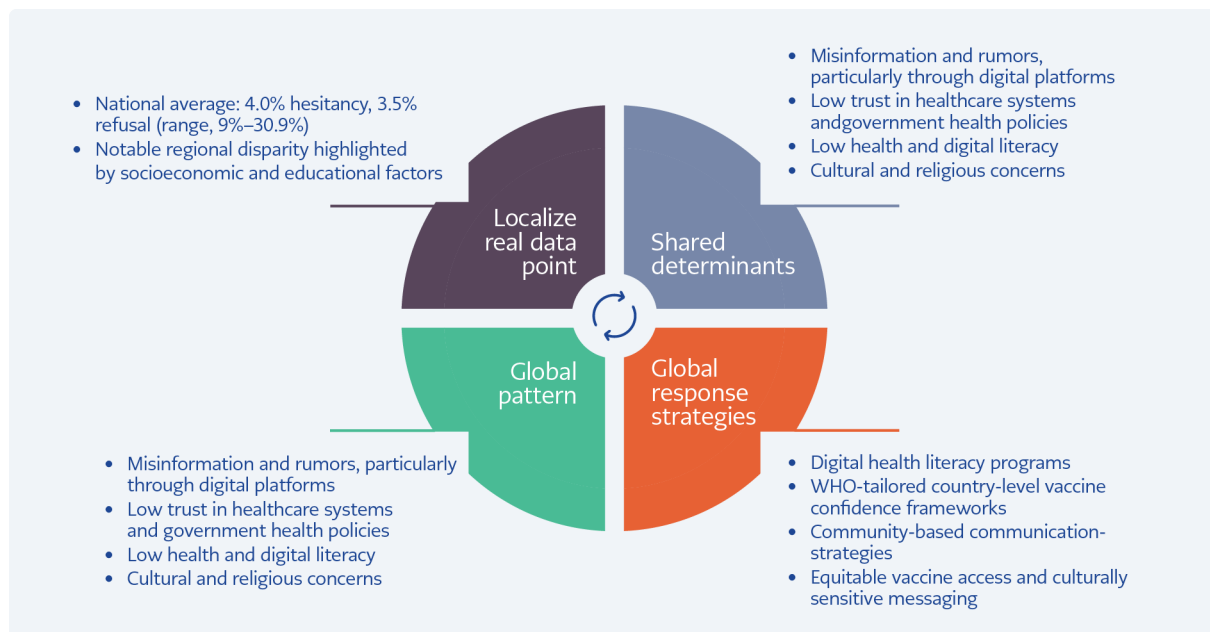 • National average: 4.0% hesitancy, 3.5%
refusal (range, 9%–30.9%)
• Notable regional disparity highlighted
by socioeconomic and educational factors
Localize
real data
point
• Misinformation and rumors,
particularly through digital platforms
• Low trust in healthcare systems
andgovernment health policies
• Low health and digital literacy
• Cultural and religious concerns
Shared
determinants
Global
pattern
• Misinformation and rumors, particularly
through digital platforms
• Low trust in healthcare systems
and government health policies
• Low health and digital literacy
• Cultural and religious concerns
Global
response
strategies
• Digital health literacy programs
• WHO-tailored country-level vaccine
confidence frameworks
• Community-based communication-
strategies
• Equitable vaccine access and culturally
sensitive messaging